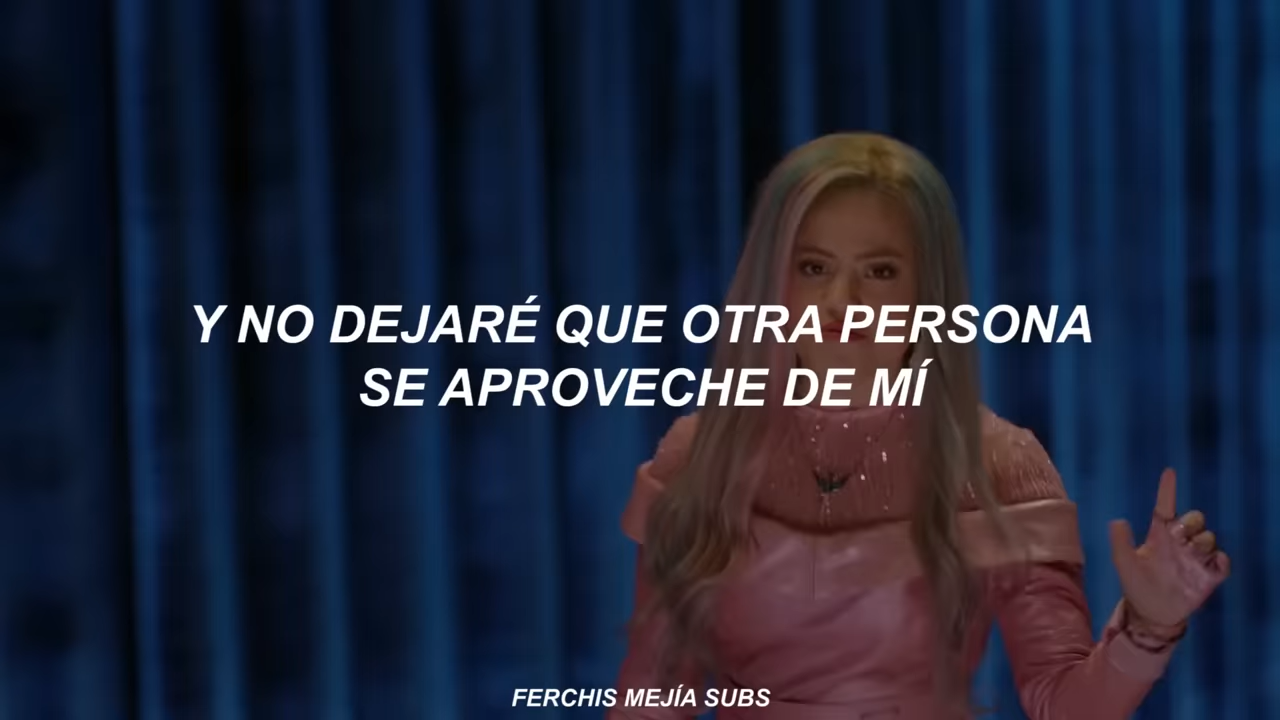 Y NO DEJARÉ QUE OTRA PERSONA
SE APROVECHE DE MÍ
FERCHIS MEJÍA SUBS